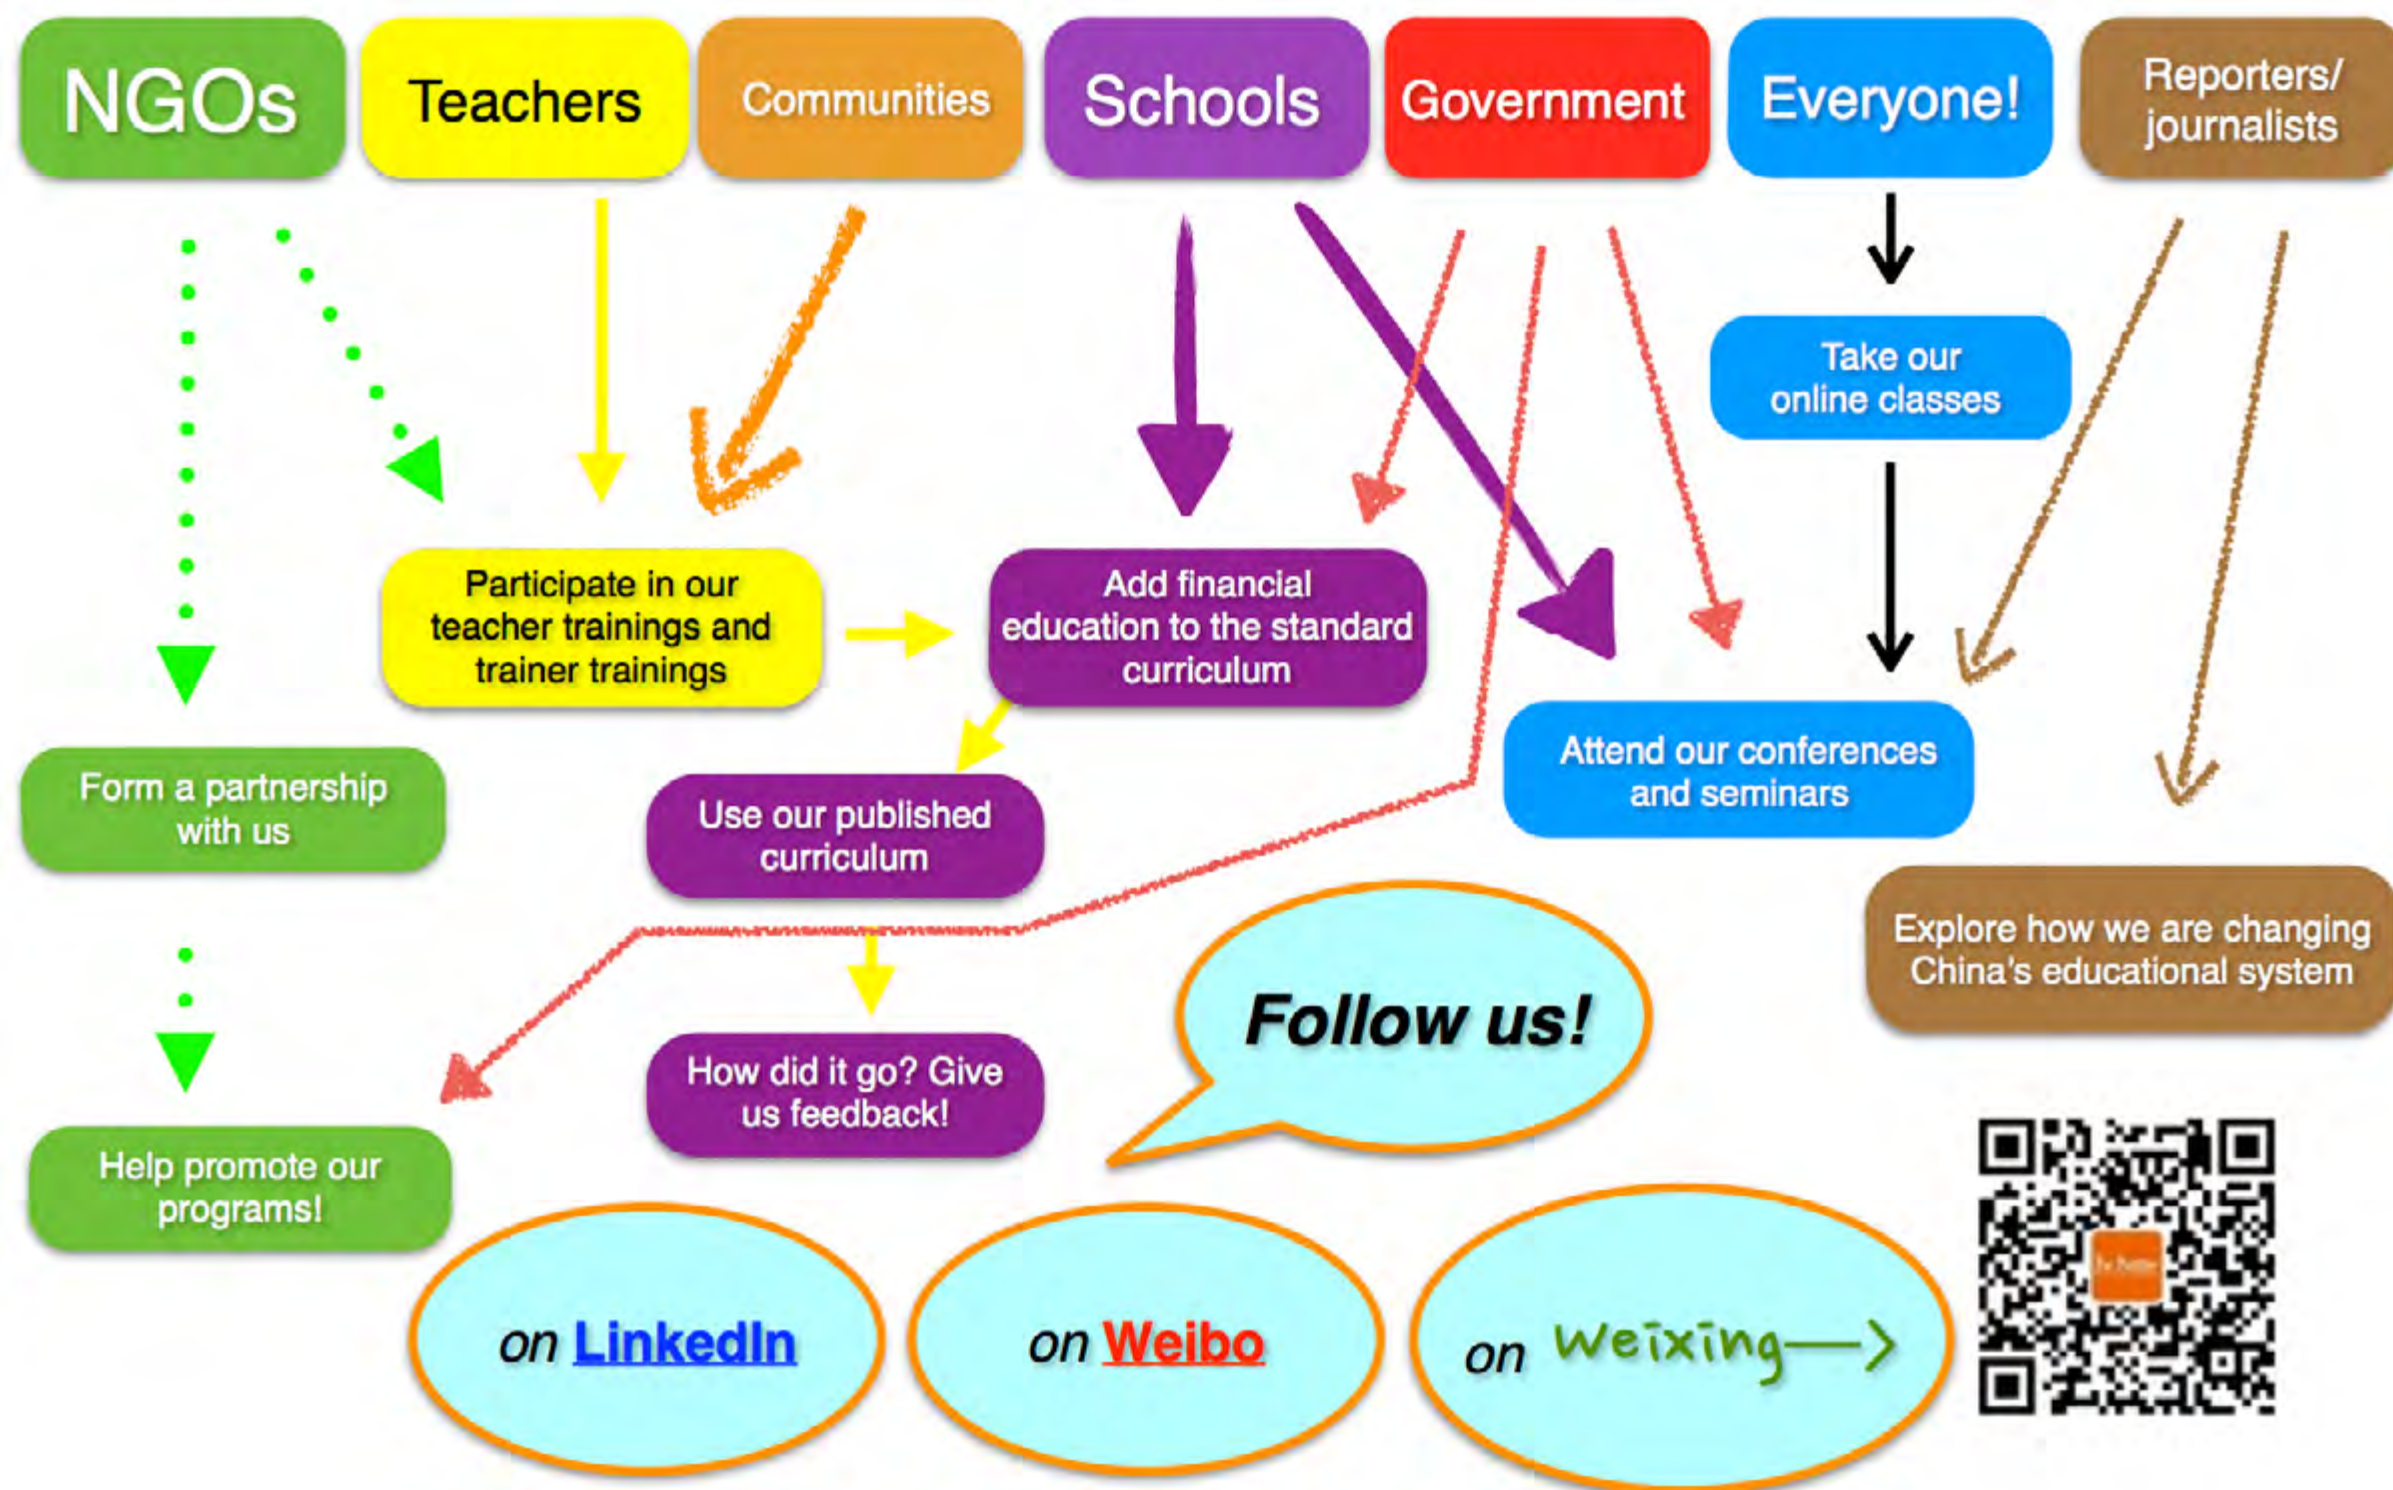 NGOs
Teachers
Communities
Schools
Government
Everyone!
Reporters/
journalists
Take our
online classes
Participate in our
teacher trainings and
trainer trainings
Add financial
education to the standard
curriculum
Form a partnership
with us
Use our published
curriculum
Attend our conferences
and seminars
Explore how we are changing
China's educational system
How did it go? Give
us feedback!
Follow us!
Help promote our
programs!
on LinkedIn
on Weibo
on Weixing